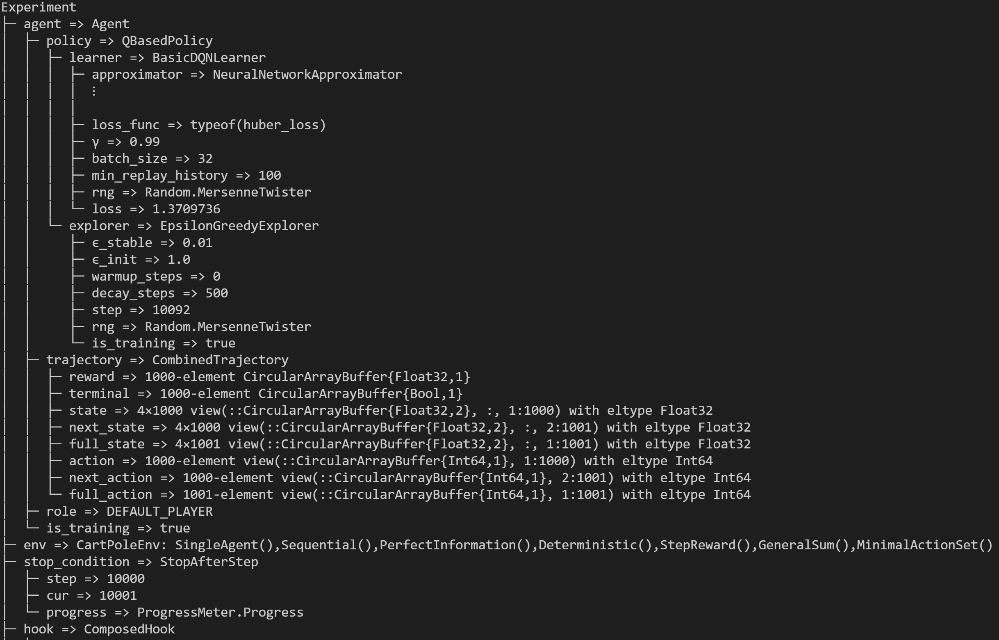 Experiment
├─ agent => Agent
│  ├─ policy => QBasedPolicy
│  │  ├─ learner => BasicDQNLearner
│  │  │  ├─ approximator => NeuralNetworkApproximator
│  │  │  ⋮
│  │  │  │
│  │  │  ├─ loss_func => typeof(huber_loss)
│  │  │  ├─ γ => 0.99
│  │  │  ├─ batch_size => 32
│  │  │  ├─ min_replay_history => 100
│  │  │  ├─ rng => Random.MersenneTwister
│  │  │  └─ loss => 1.3709736
│  │  └─ explorer => EpsilonGreedyExplorer
│  │     ├─ ϵ_stable => 0.01
│  │     ├─ ϵ_init => 1.0
│  │     ├─ warmup_steps => 0
│  │     ├─ decay_steps => 500
│  │     ├─ step => 10092
│  │     ├─ rng => Random.MersenneTwister
│  │     └─ is_training => true
│  ├─ trajectory => CombinedTrajectory
│  │  ├─ reward => 1000-element CircularArrayBuffer{Float32,1}
│  │  ├─ terminal => 1000-element CircularArrayBuffer{Bool,1}
│  │  ├─ state => 4×1000 view(::CircularArrayBuffer{Float32,2}, :, 1:1000) with eltype Float32
│  │  ├─ next_state => 4×1000 view(::CircularArrayBuffer{Float32,2}, :, 2:1001) with eltype Float32
│  │  ├─ full_state => 4×1001 view(::CircularArrayBuffer{Float32,2}, :, 1:1001) with eltype Float32
│  │  ├─ action => 1000-element view(::CircularArrayBuffer{Int64,1}, 1:1000) with eltype Int64
│  │  ├─ next_action => 1000-element view(::CircularArrayBuffer{Int64,1}, 2:1001) with eltype Int64
│  │  └─ full_action => 1001-element view(::CircularArrayBuffer{Int64,1}, 1:1001) with eltype Int64
│  ├─ role => DEFAULT_PLAYER
│  └─ is_training => true
├─ env => CartPoleEnv: SingleAgent(),Sequential(),PerfectInformation(),Deterministic(),StepReward(),GeneralSum(),MinimalActionSet()
├─ stop_condition => StopAfterStep
│  ├─ step => 10000
│  ├─ cur => 10001
│  └─ progress => ProgressMeter.Progress
├─ hook => ComposedHook